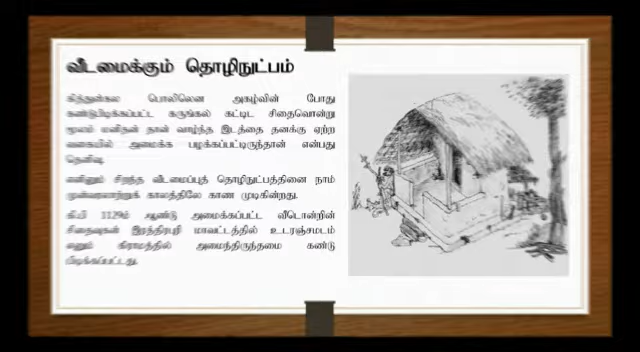 வீடமைக்கும் தொழிநுட்பம்
பொலிலென அகழ்வின் போது
கண்டுபிடிக்கப்பட்ட கருங்கல் கட்டிட சிதைவொன்று
மூலம் மனிதன் தான் வாழ்ந்த இடத்தை தனக்கு ஏற்ற
வகையில் அமைக்க பழக்கப்பட்டிருந்தான் என்பது
தெளிவு.
எனினும் சிறந்த வீடமைப்புத் தொழிநுட்பத்தினை நாம்
முன்வரலாற்றுக் காலத்திலே காண முடிகின்றது.
கி.பி 1129ம் ஆண்டு அமைக்கப்பட்ட வீடொன்றின்
சிதைவுகள் இரத்திரபுரி மாவட்டத்தில் உடரஞ்சமடம்
எனும் கிராமத்தில் அமைந்திருந்தமை கண்டு
பிடிக்கப்பட்டது.